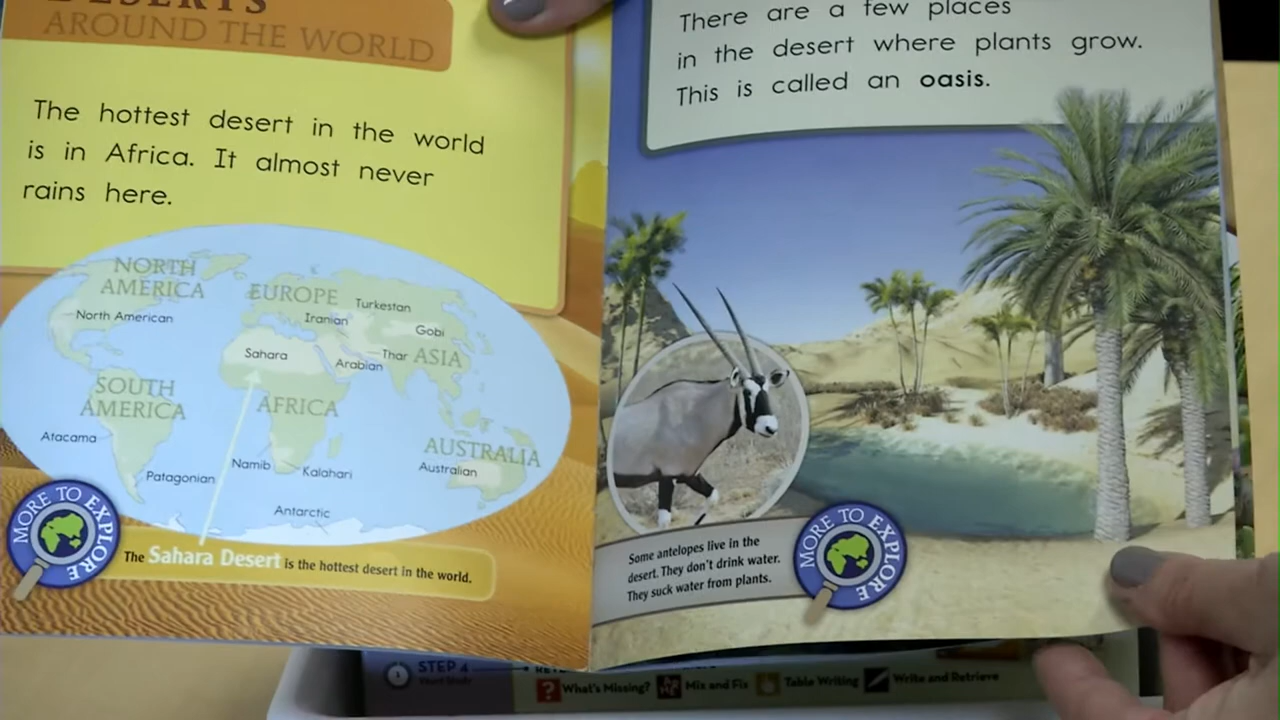 DESERTS
AROUND THE WORLD
The hottest desert in the world
is in Africa. It almost never
rains here.
NORTH
AMERICA
North American
EUROPE
Turkestan
Iranian
Gobi
Sahara
Arabian
Thar
ASIA
SOUTH
AMERICA
AFRICA
Atacama
Patagonian
Namib
Kalahari
AUSTRALIA
Australian
Antarctic
MORE TO EXPLORE
The Sahara Desert is the hottest desert in the world.
There are a few places
in the desert where plants grow.
This is called an oasis.
Some antelopes live in the
desert. They don't drink water.
They suck water from plants.
MORE TO EXPLORE
STEP 4
What's Missing?
Mix and Fix
Table Writing
Write and Retrieve